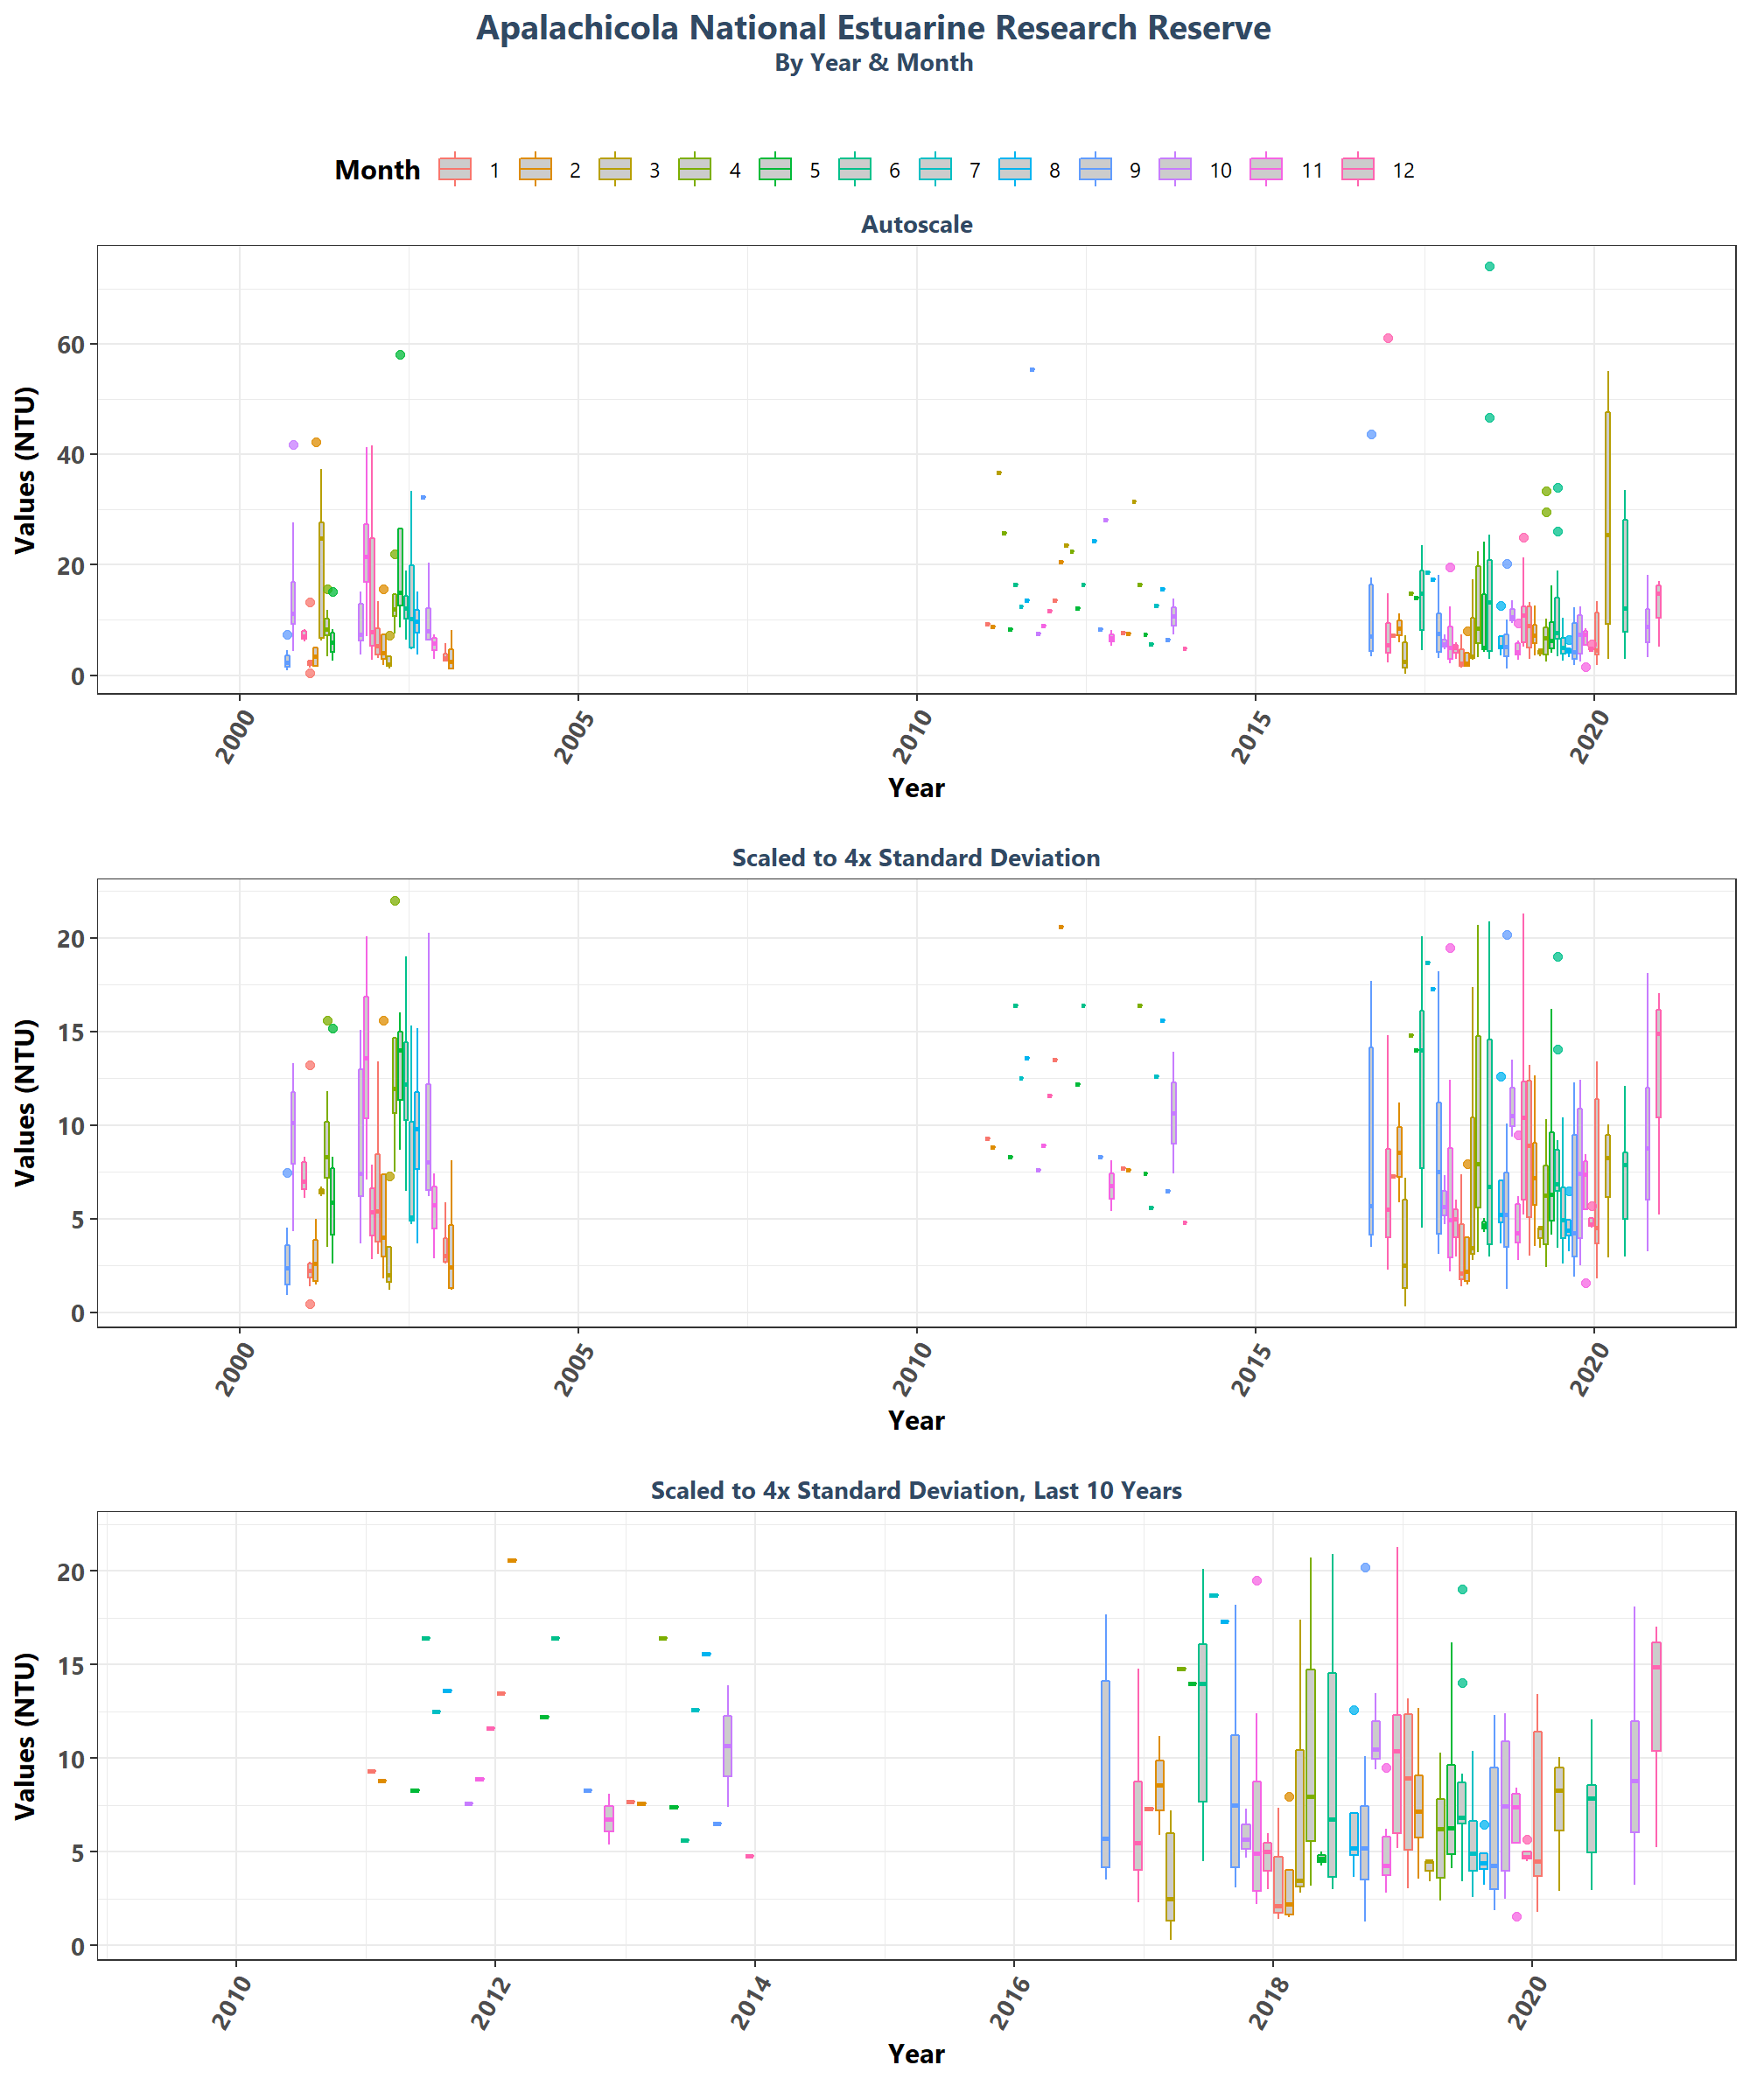 Apalachicola National Estuarine Research Reserve
By Year & Month
Month 1 2 3 4 5 6 7 8 9 10 11 12
Autoscale
Values (NTU)
60
40
20
0
2000 2005 2010 2015 2020
Year
Scaled to 4x Standard Deviation
Values (NTU)
20
15
10
5
0
2000 2005 2010 2015 2020
Year
Scaled to 4x Standard Deviation, Last 10 Years
Values (NTU)
20
15
10
5
0
2010 2012 2014 2016 2018 2020
Year